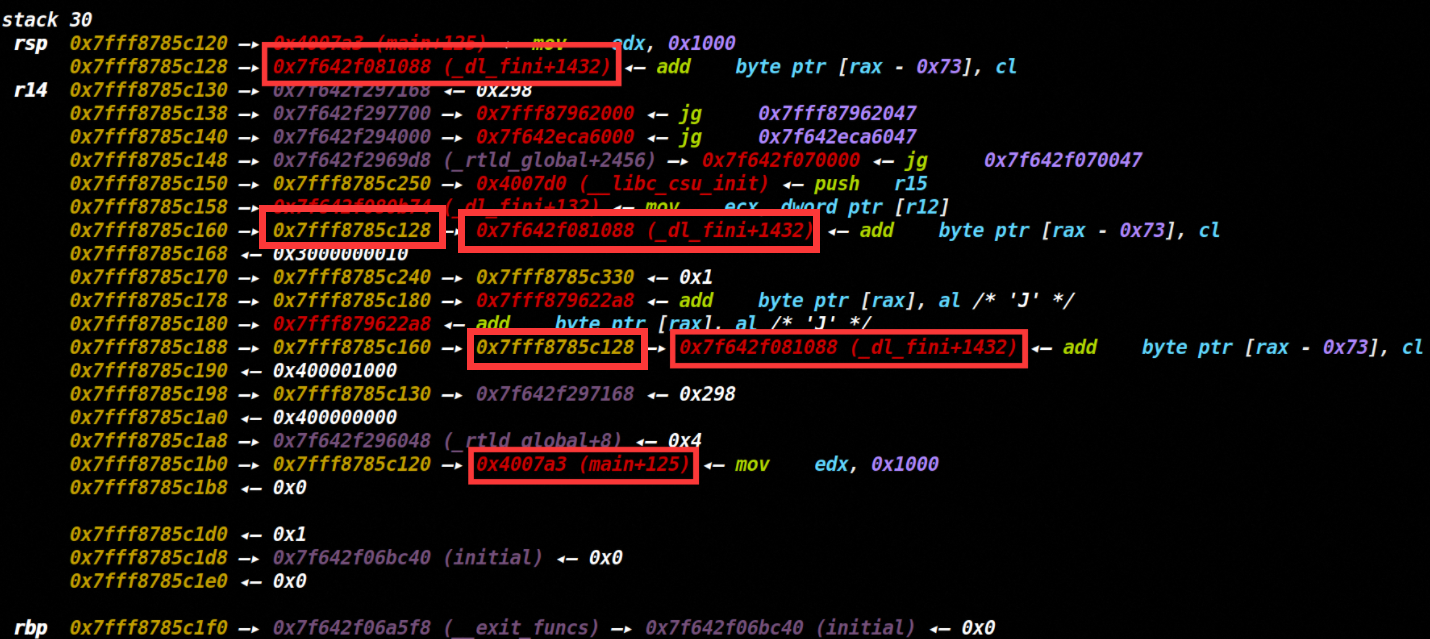 stack 30
rsp 0x7fff8785c120 —▸ 0x4007a3 (main+125) ◂— mov edx, 0x1000
0x7fff8785c128 —▸ 0x7f642f081088 (_dl_fini+1432) ◂— add byte ptr [rax - 0x73], cl
r14 0x7fff8785c130 —▸ 0x7f642f297168 ◂— 0x298
0x7fff8785c138 —▸ 0x7f642f297700 —▸ 0x7fff87962000 ◂— jg 0x7fff87962047
0x7fff8785c140 —▸ 0x7f642f294000 —▸ 0x7f642eca6000 ◂— jg 0x7f642eca6047
0x7fff8785c148 —▸ 0x7f642f2969d8 (_rtld_global+2456) —▸ 0x7f642f070000 ◂— jg 0x7f642f070047
0x7fff8785c150 —▸ 0x7fff8785c250 —▸ 0x4007d0 (__libc_csu_init) ◂— push r15
0x7fff8785c158 —▸ 0x7f642f080b74 (_dl_fini+132) ◂— mov ecx, dword ptr [r12]
0x7fff8785c160 —▸ 0x7fff8785c128 —▸ 0x7f642f081088 (_dl_fini+1432) ◂— add byte ptr [rax - 0x73], cl
0x7fff8785c168 ◂— 0x3000000010
0x7fff8785c170 —▸ 0x7fff8785c240 —▸ 0x7fff8785c330 ◂— 0x1
0x7fff8785c178 —▸ 0x7fff8785c180 —▸ 0x7fff879622a8 ◂— add byte ptr [rax], al /* 'J' */
0x7fff8785c180 —▸ 0x7fff879622a8 ◂— add byte ptr [rax], al /* 'J' */
0x7fff8785c188 —▸ 0x7fff8785c160 —▸ 0x7fff8785c128 —▸ 0x7f642f081088 (_dl_fini+1432) ◂— add byte ptr [rax - 0x73], cl
0x7fff8785c190 ◂— 0x400001000
0x7fff8785c198 —▸ 0x7fff8785c130 —▸ 0x7f642f297168 ◂— 0x298
0x7fff8785c1a0 ◂— 0x400000000
0x7fff8785c1a8 —▸ 0x7f642f296048 (_rtld_global+8) ◂— 0x4
0x7fff8785c1b0 —▸ 0x7fff8785c120 —▸ 0x4007a3 (main+125) ◂— mov edx, 0x1000
0x7fff8785c1b8 ◂— 0x0
0x7fff8785c1d0 ◂— 0x1
0x7fff8785c1d8 —▸ 0x7f642f06bc40 (initial) ◂— 0x0
0x7fff8785c1e0 ◂— 0x0
rbp 0x7fff8785c1f0 —▸ 0x7f642f06a5f8 (__exit_funcs) —▸ 0x7f642f06bc40 (initial) ◂— 0x0